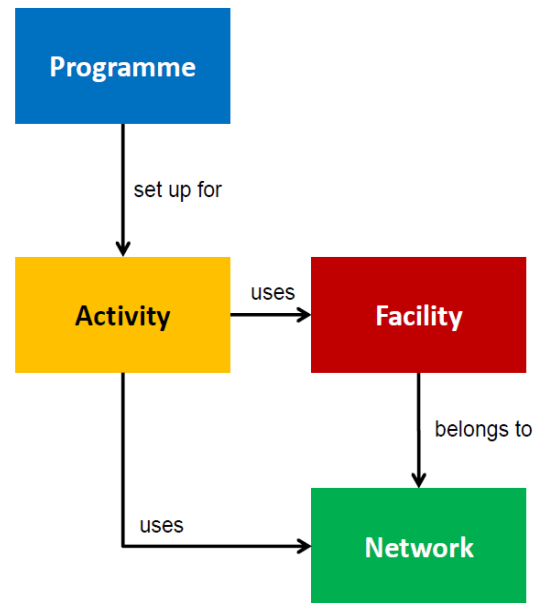 Programme
set up for
Activity
uses
Facility
belongs to
uses
Network